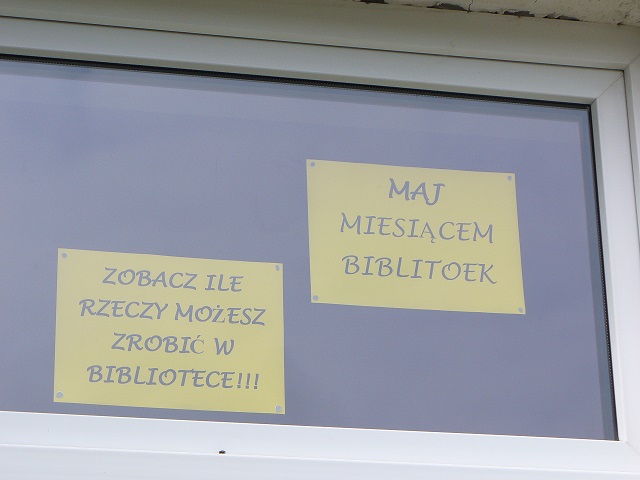 MAJ
MIESIĄCEM
BIBLITOEK
ZOBACZ ILE
RZECZY MOŻESZ
ZROBIĆ W
BIBLIOTECE!!!